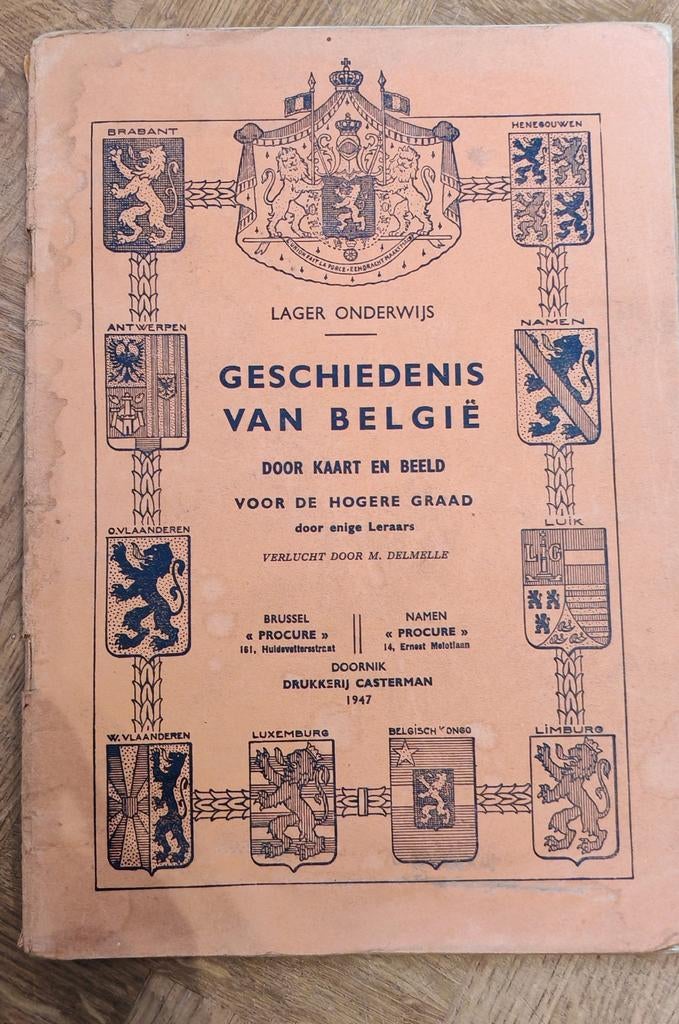 BRABANT
HENEGOUWEN
L'UNION FAIT LA FORCE · EENDRACHT MAAKT MACHT
LAGER ONDERWIJS
ANTWERPEN
NAMEN
GESCHIEDENIS
VAN BELGIË
DOOR KAART EN BEELD
VOOR DE HOGERE GRAAD
door enige Leraars
O.VLAANDEREN
LUIK
L G
VERLUCHT DOOR M. DELMELLE
BRUSSEL
« PROCURE »
161, Huidevettersstraat
NAMEN
« PROCURE »
14, Ernest Melotlaan
DOORNIK
DRUKKERIJ CASTERMAN
1947
W.VLAANDEREN
LUXEMBURG
BELGISCH KONGO
LIMBURG